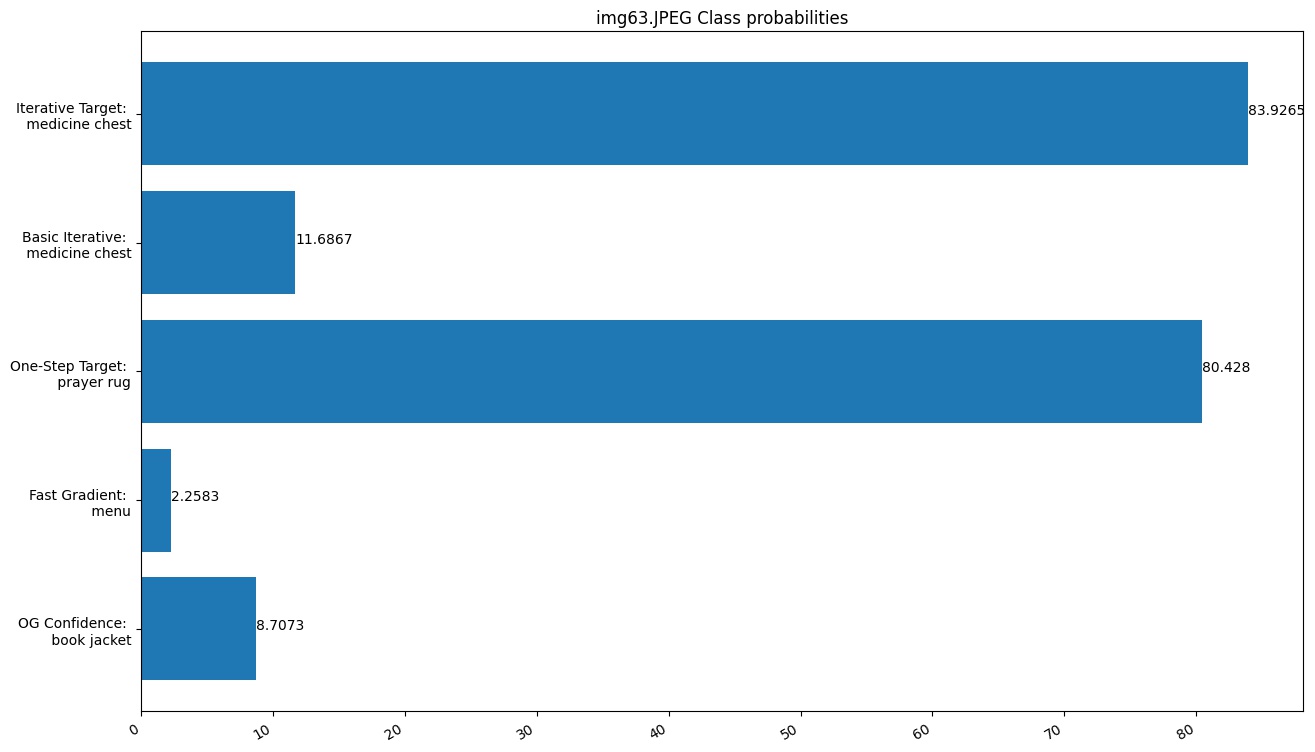 img63.JPEG Class probabilities
Iterative Target:
medicine chest
83.9265
Basic Iterative:
medicine chest
11.6867
One-Step Target:
prayer rug
80.428
Fast Gradient:
menu
2.2583
OG Confidence:
book jacket
8.7073
0 10 20 30 40 50 60 70 80